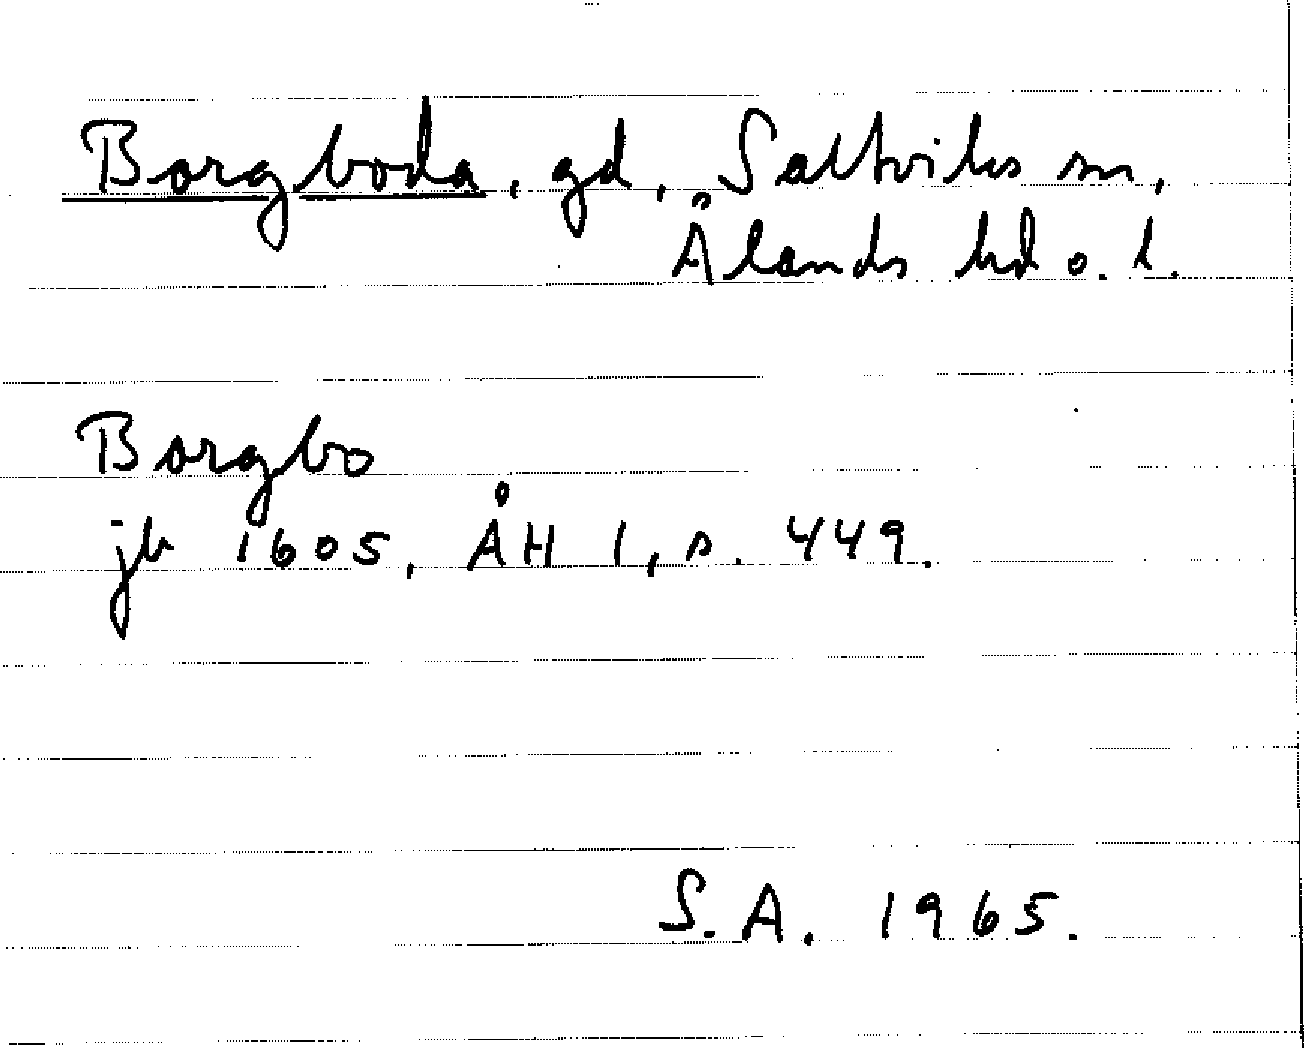 Borgboda, gd, Saltviks sn,
Ålands hd o. l.
Borgbo
jb 1605, ÅH 1, s. 449.
S.A. 1965.